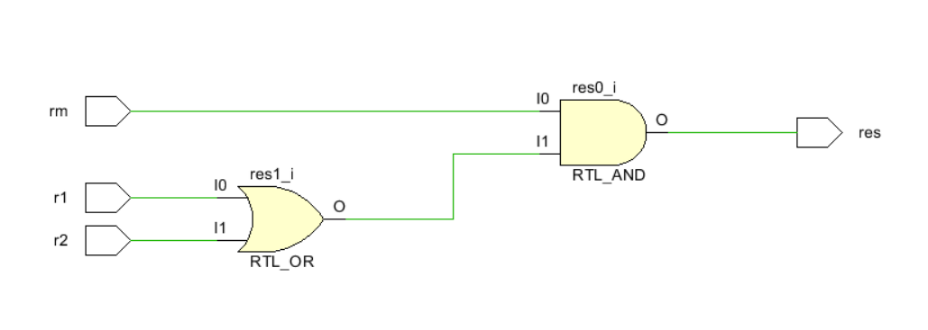 res0_i
rm
I0
O
res
I1
RTL_AND
res1_i
r1
I0
O
r2
I1
RTL_OR